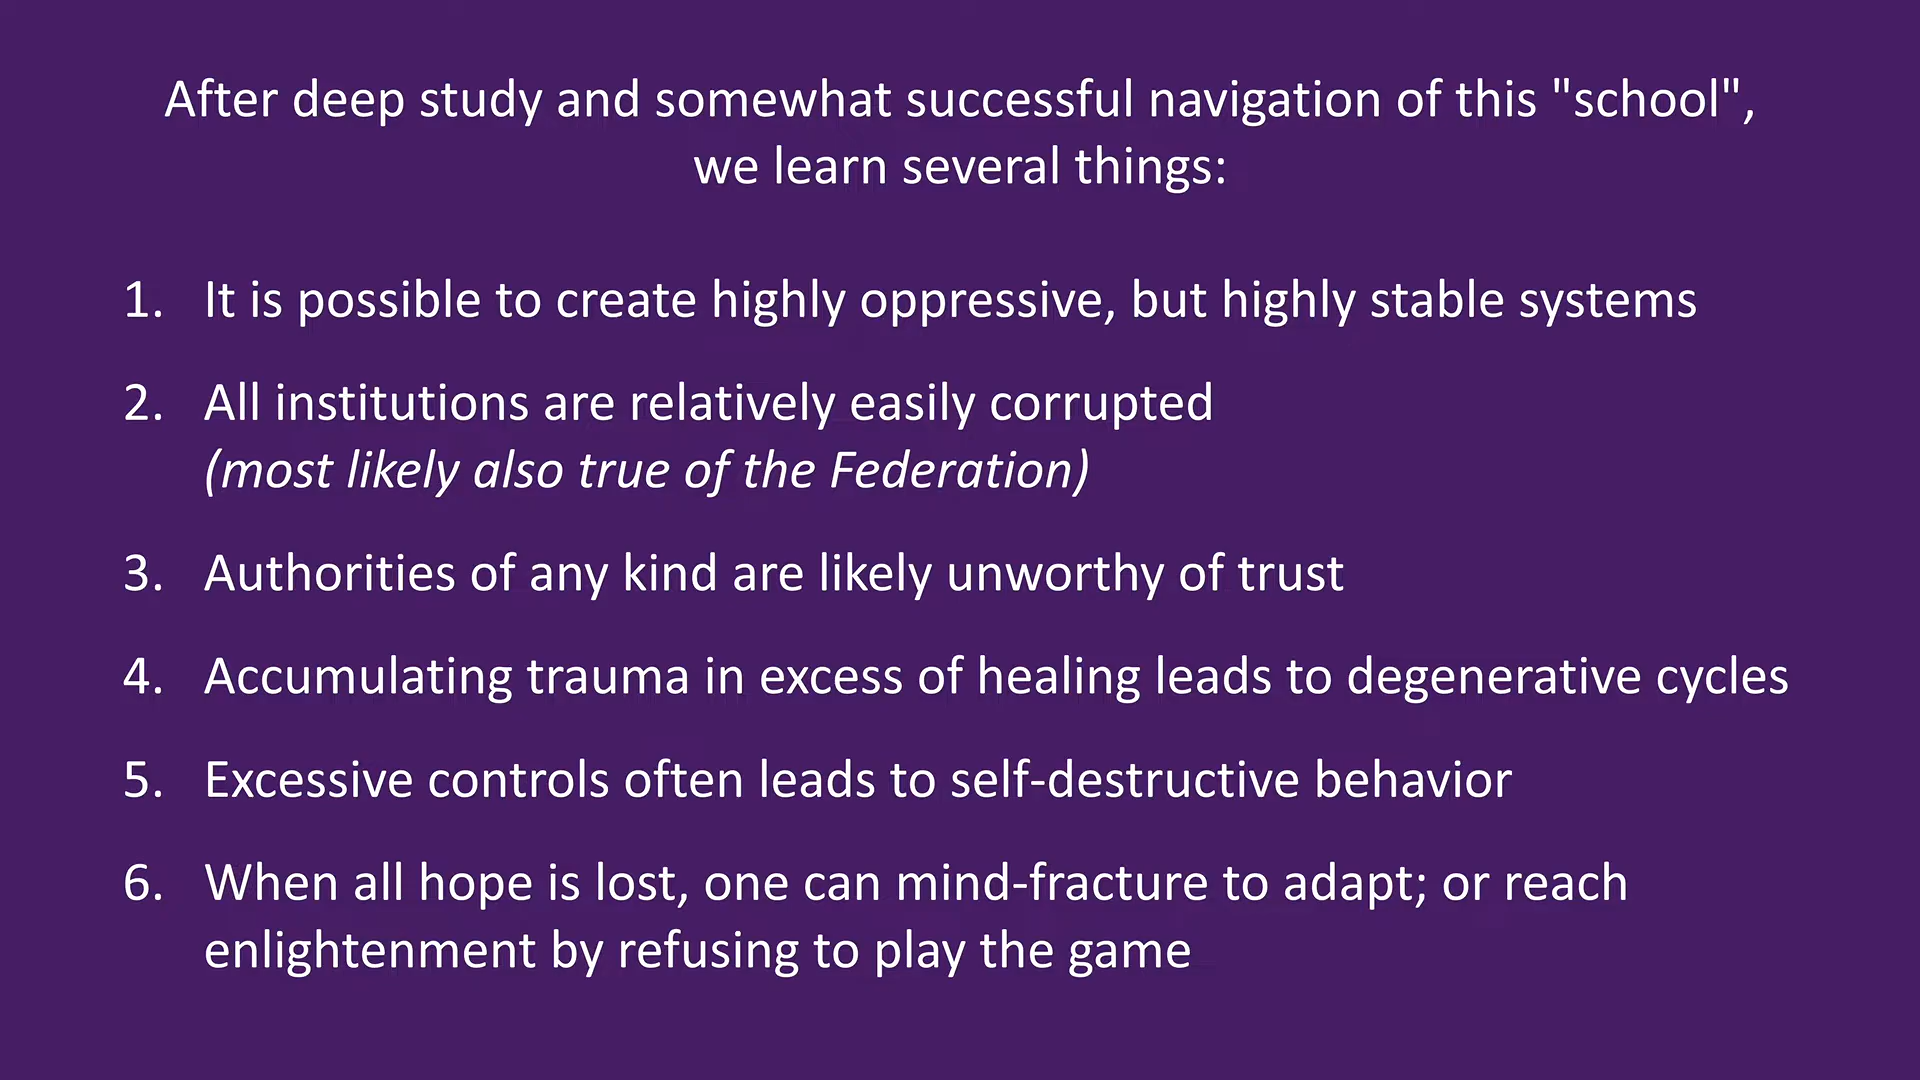 After deep study and somewhat successful navigation of this "school",
we learn several things:
1. It is possible to create highly oppressive, but highly stable systems
2. All institutions are relatively easily corrupted
(most likely also true of the Federation)
3. Authorities of any kind are likely unworthy of trust
4. Accumulating trauma in excess of healing leads to degenerative cycles
5. Excessive controls often leads to self-destructive behavior
6. When all hope is lost, one can mind-fracture to adapt; or reach
enlightenment by refusing to play the game